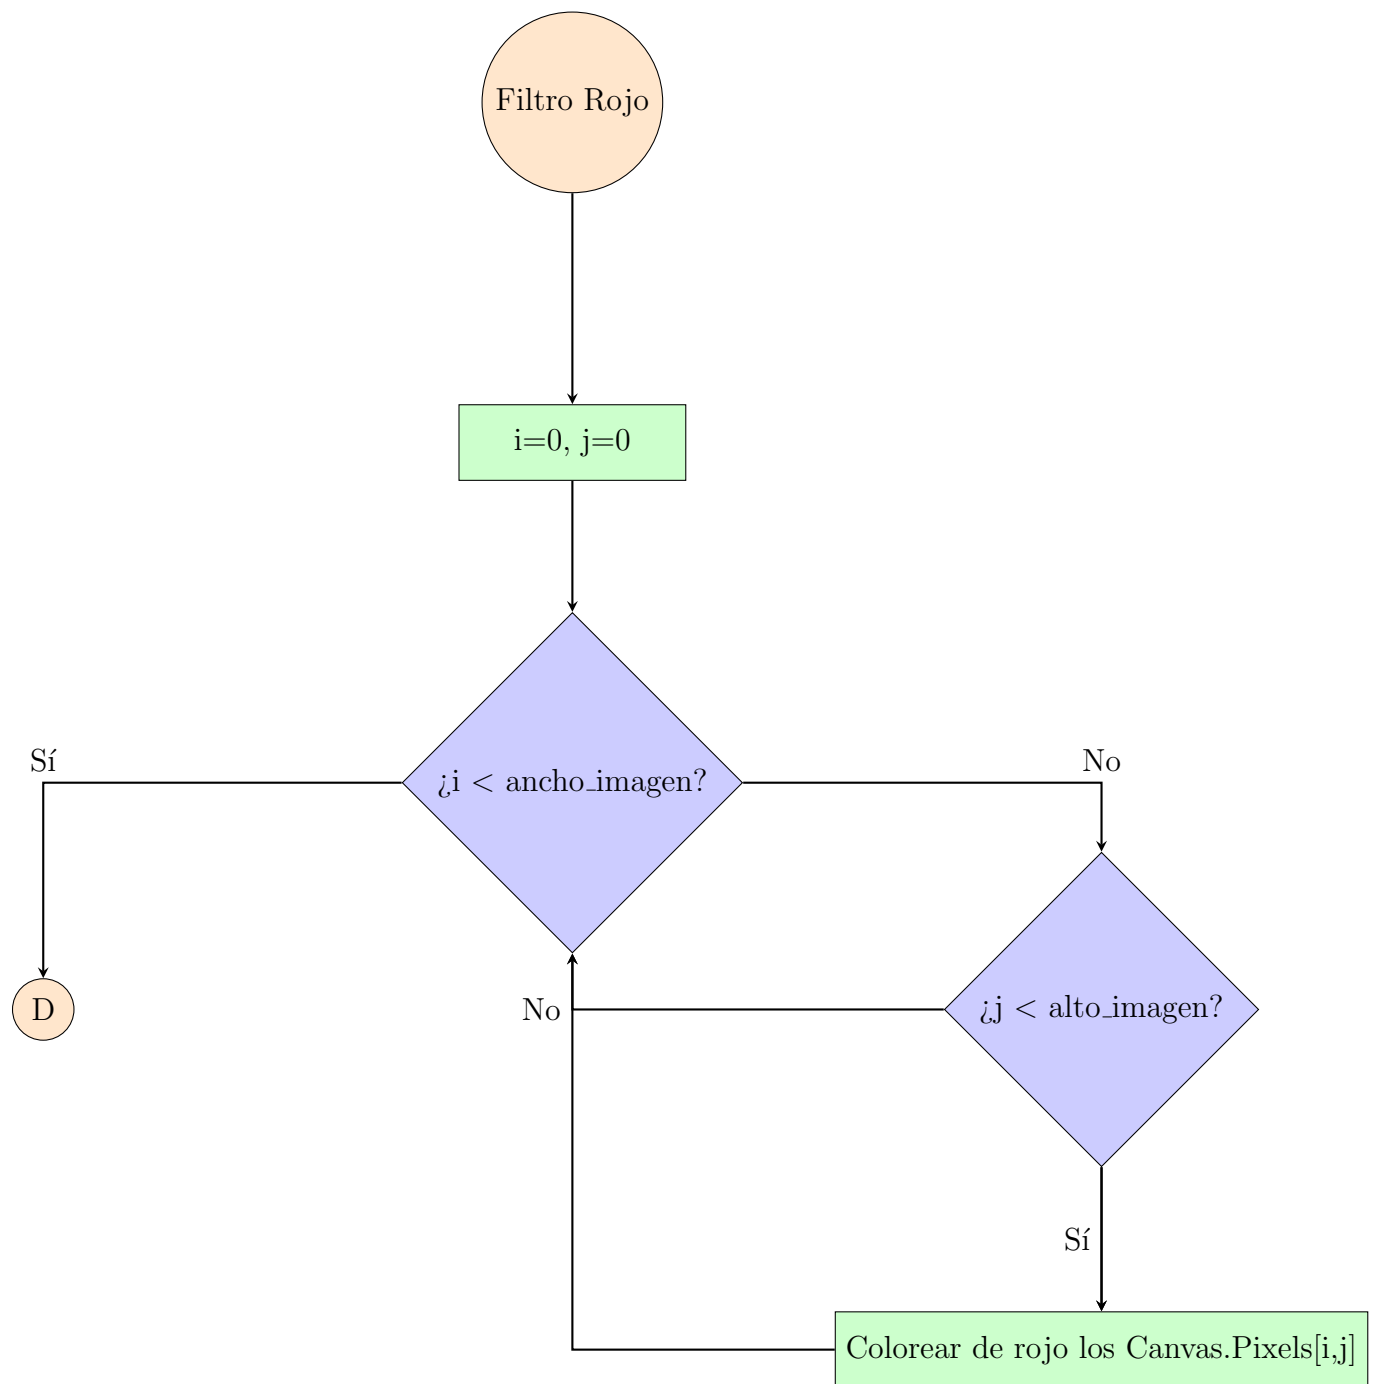 Filtro Rojo
i=0, j=0
Sí
¿i < ancho_imagen?
No
D
No
¿j < alto_imagen?
Sí
Colorear de rojo los Canvas.Pixels[i,j]